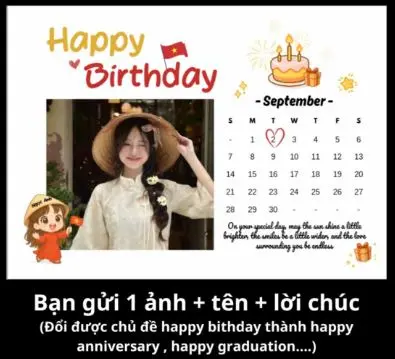 Happy
Birthday
- September -
S M T W T F S
- 1 2 3 4 5 6
7 8 9 10 11 12 13
14 15 16 17 18 19 20
21 22 23 24 25 26 27
28 29 30 - - - -
On your special day, may the sun shine a little
brighter, the smiles be a little wider, and the love
surrounding you be endless
Bạn gửi 1 ảnh + tên + lời chúc
(Đổi được chủ đề happy bithday thành happy
anniversary , happy graduation....)